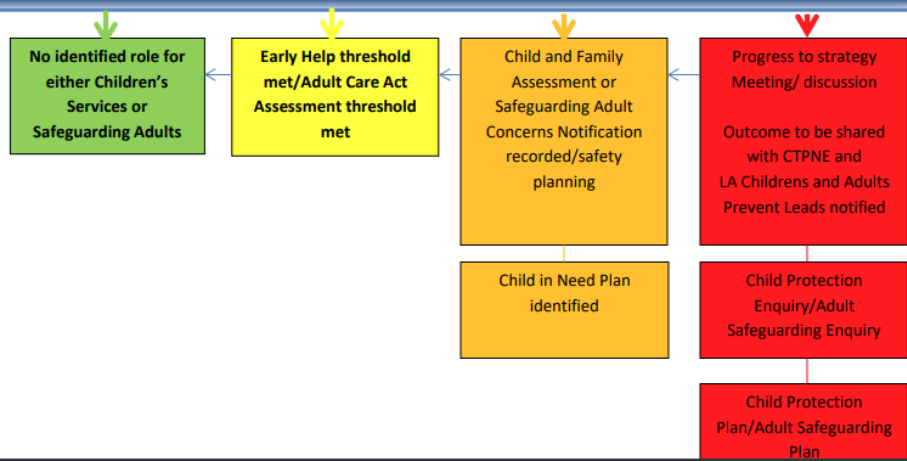 No identified role for
either Children's
Services or
Safeguarding Adults
Early Help threshold
met/Adult Care Act
Assessment threshold
met
Child and Family
Assessment or
Safeguarding Adult
Concerns Notification
recorded/safety
planning
Progress to strategy
Meeting/ discussion
Outcome to be shared
with CTPNE and
LA Childrens and Adults
Prevent Leads notified
Child in Need Plan
identified
Child Protection
Enquiry/Adult
Safeguarding Enquiry
Child Protection
Plan/Adult Safeguarding
Plan